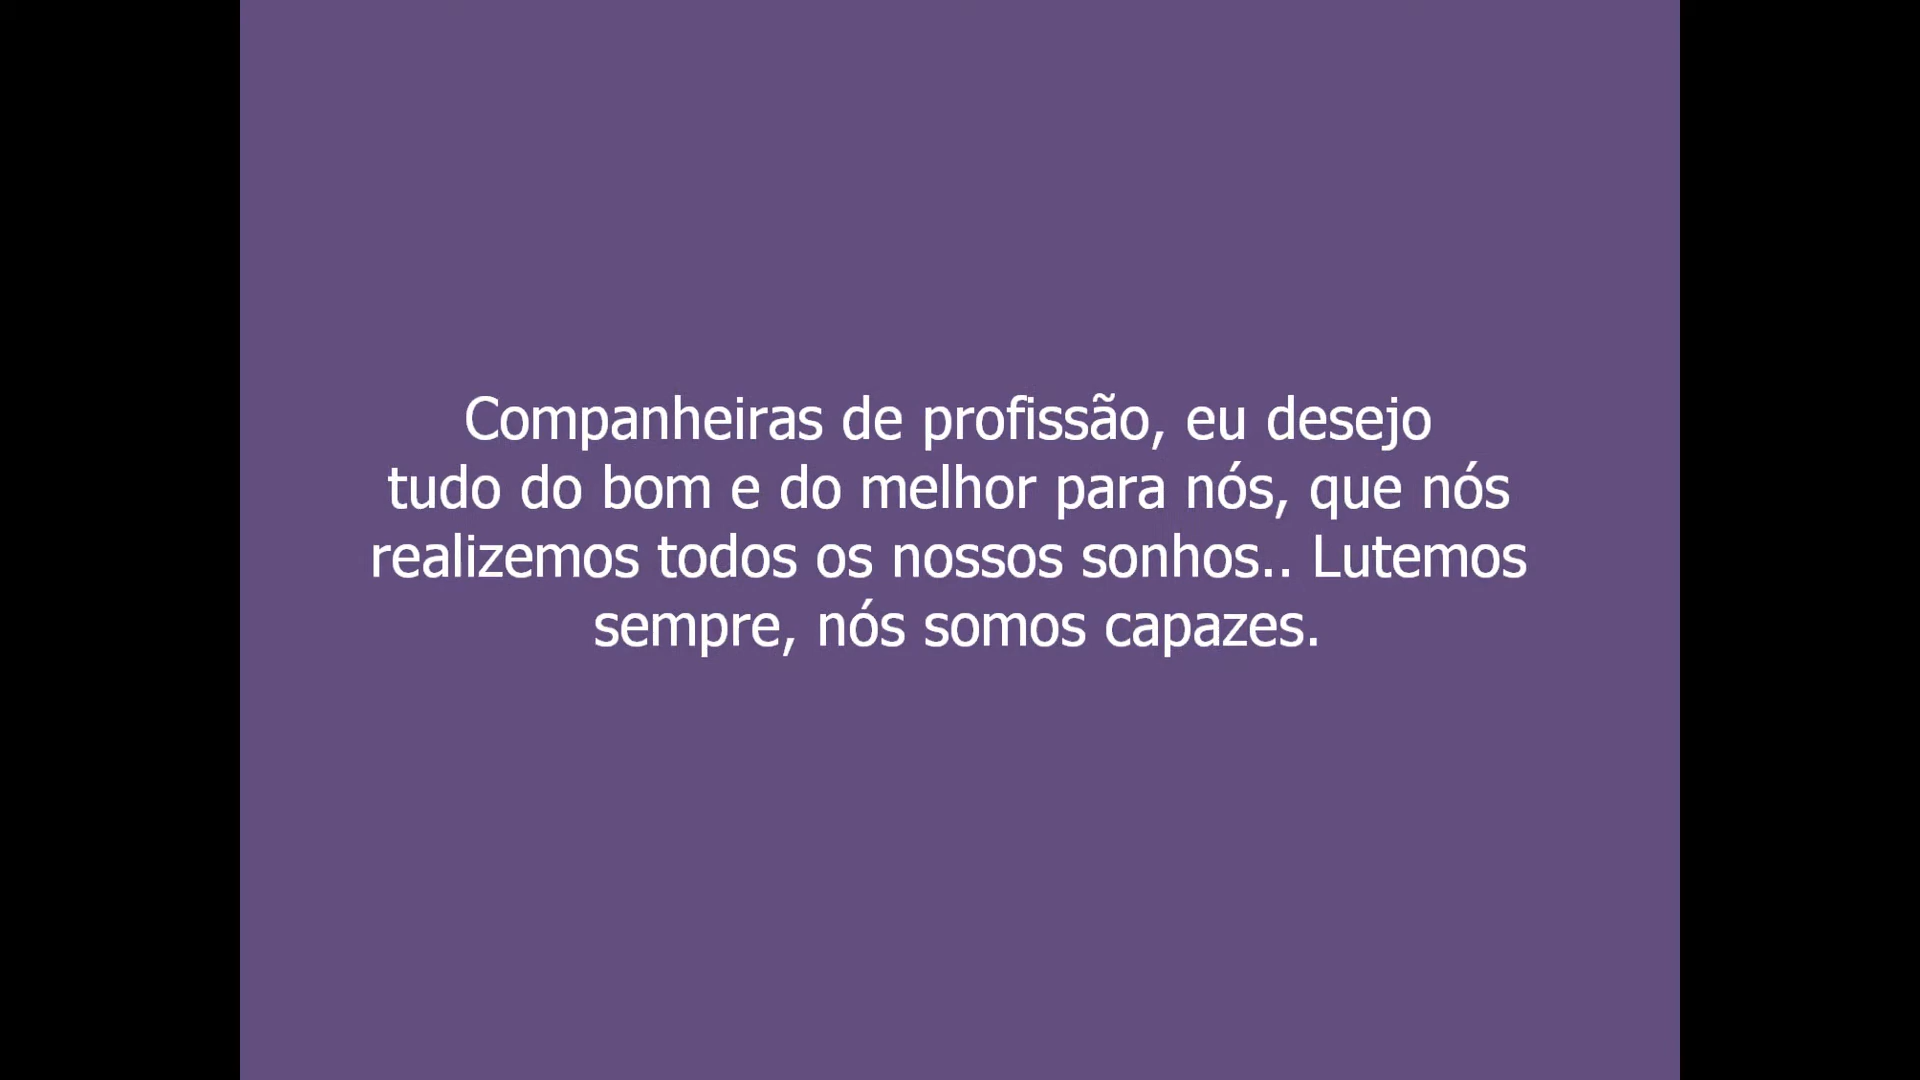 Companheiras de profissão, eu desejo
tudo do bom e do melhor para nós, que nós
realizemos todos os nossos sonhos.. Lutemos
sempre, nós somos capazes.